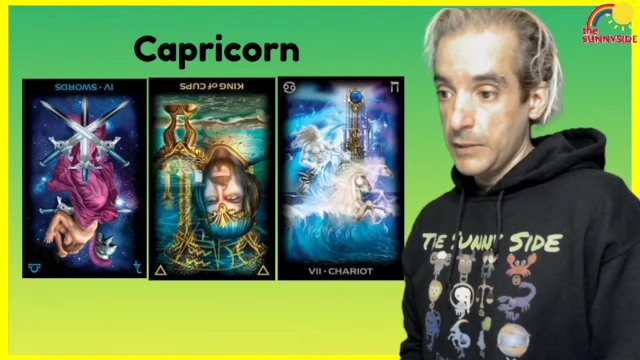 the
SUNNYSIDE
Capricorn
IV · SWORDS
KING of CUPS
VII · CHARIOT
THE SUNNY SIDE